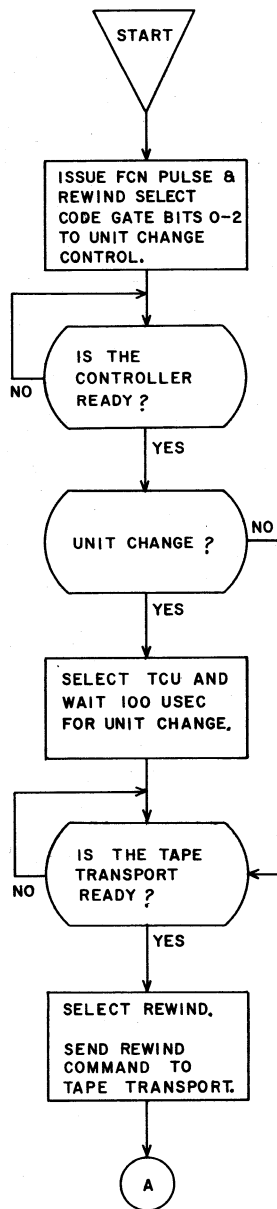 START
ISSUE FCN PULSE &
REWIND SELECT
CODE GATE BITS 0-2
TO UNIT CHANGE
CONTROL.
IS THE
CONTROLLER
READY?
NO
YES
UNIT CHANGE?
NO
YES
SELECT TCU AND
WAIT 100 USEC
FOR UNIT CHANGE.
IS THE TAPE
TRANSPORT
READY?
NO
YES
SELECT REWIND.
SEND REWIND
COMMAND TO
TAPE TRANSPORT.
A